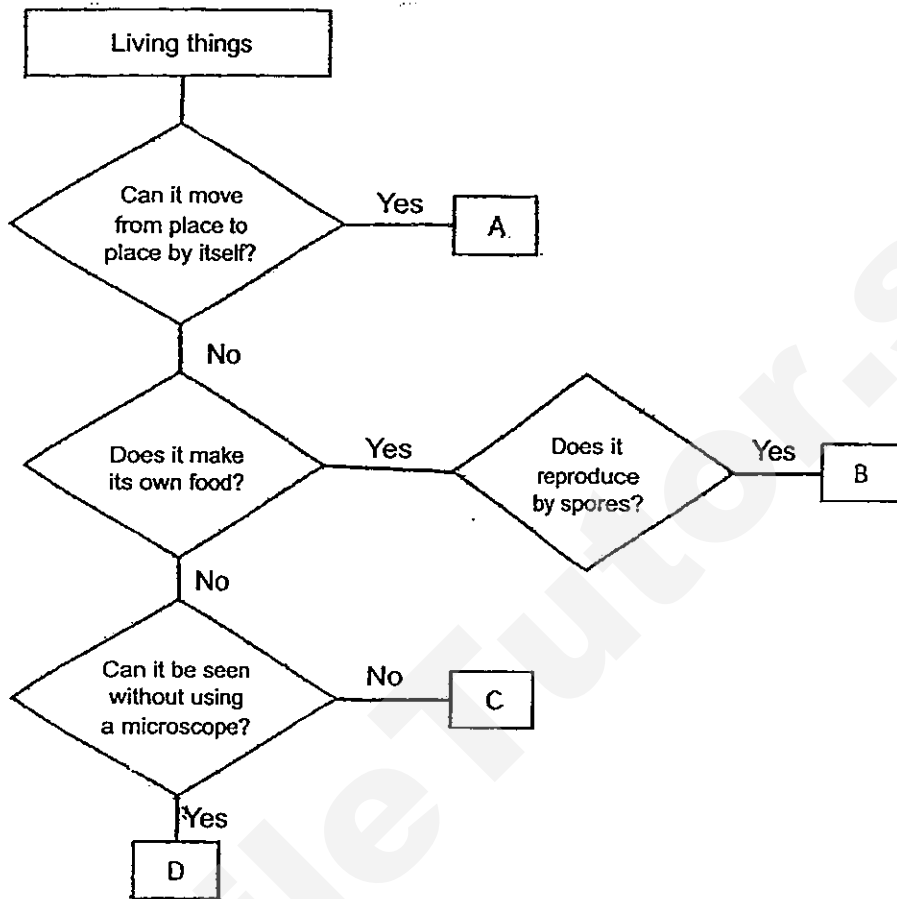 Living things
Can it move
from place to
place by itself?
Yes
A
No
Does it make
its own food?
Yes
Does it
reproduce
by spores?
Yes
B
No
Can it be seen
without using
a microscope?
No
C
Yes
D